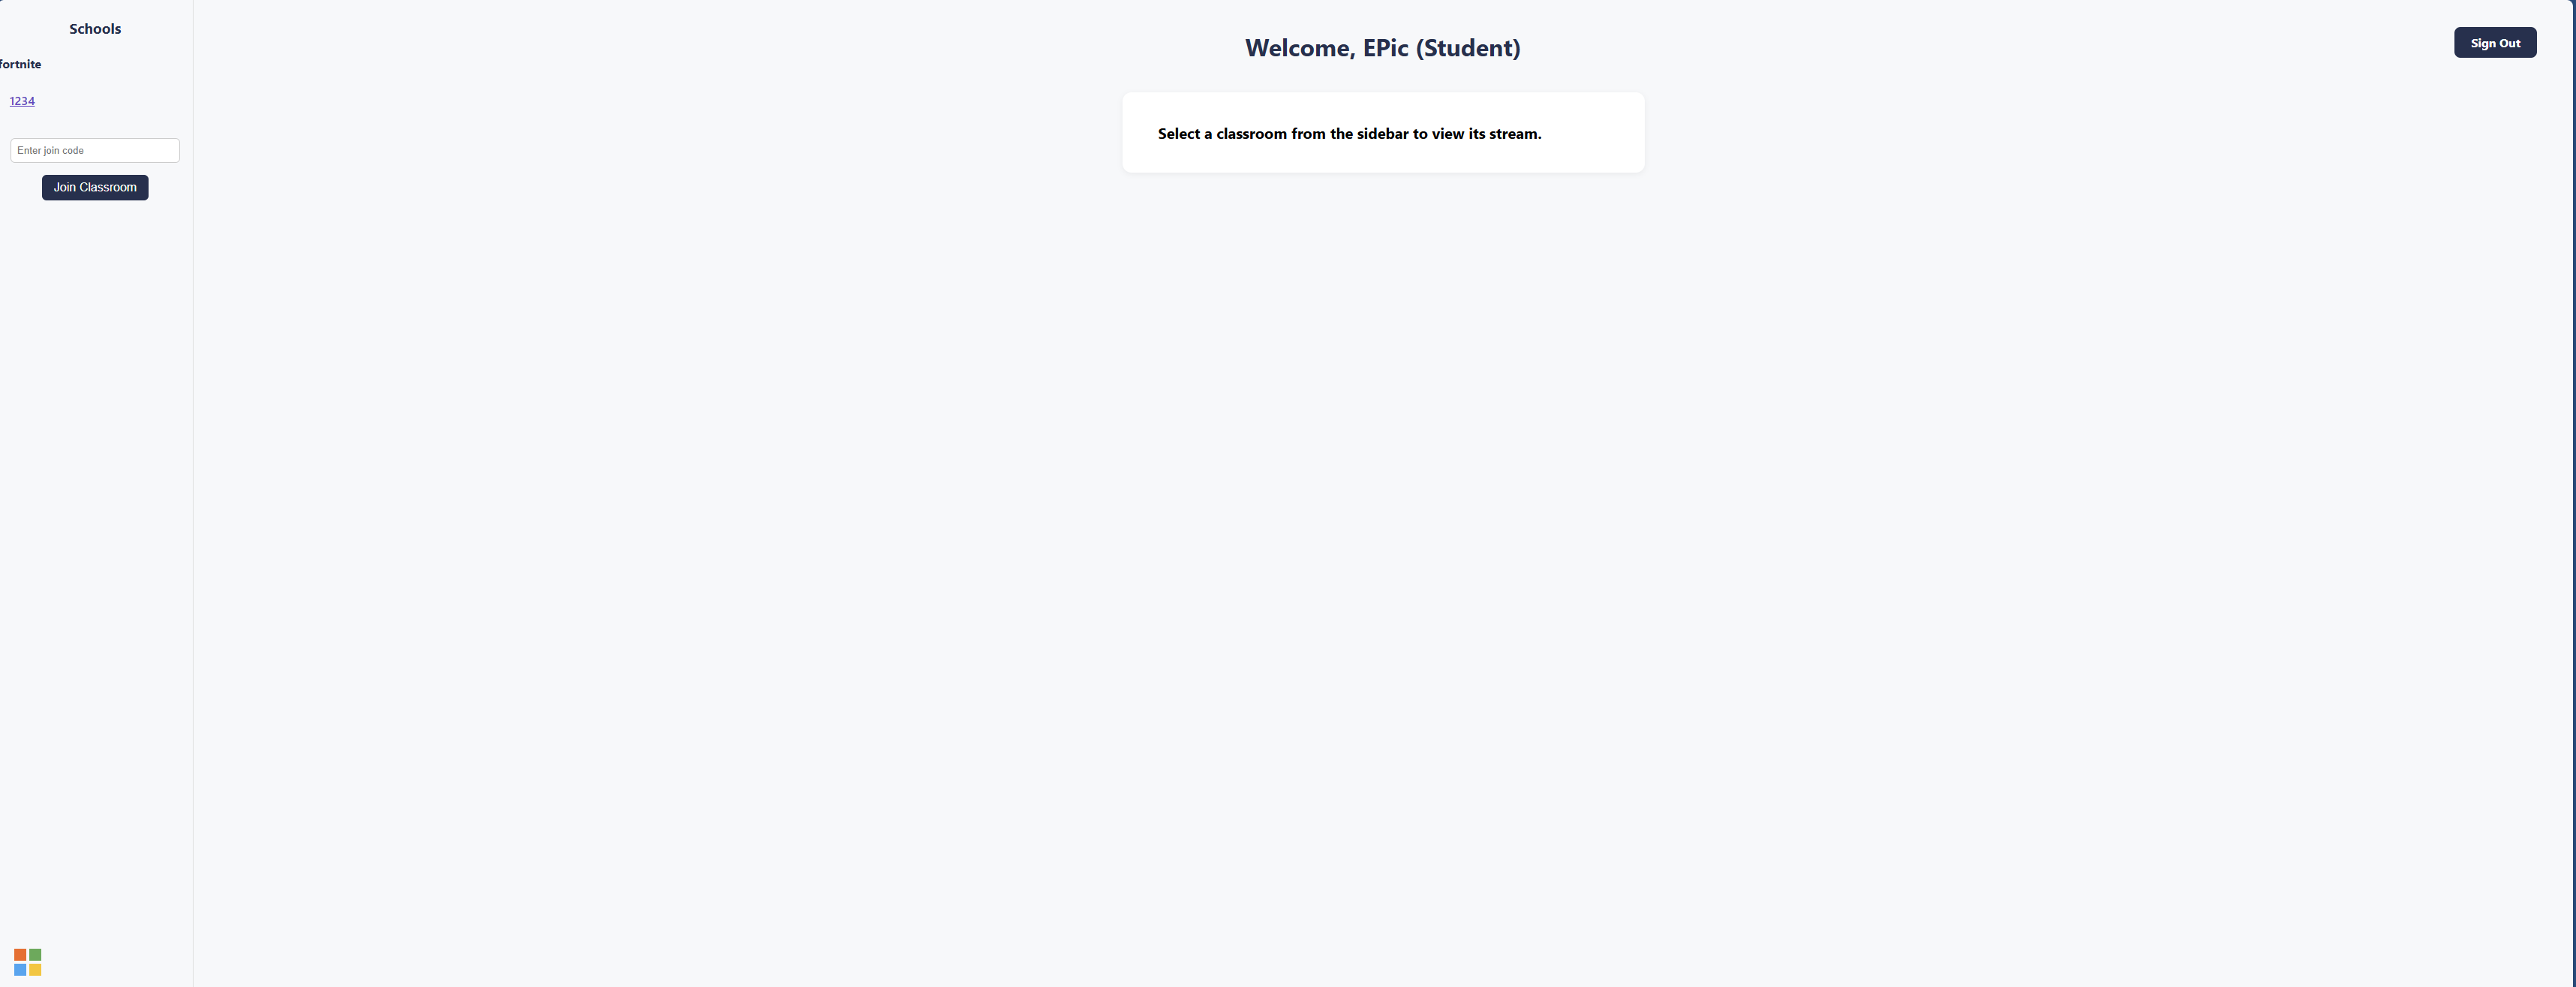 Schools
fortnite
1234
Enter join code
Join Classroom
Welcome, EPic (Student)
Sign Out
Select a classroom from the sidebar to view its stream.